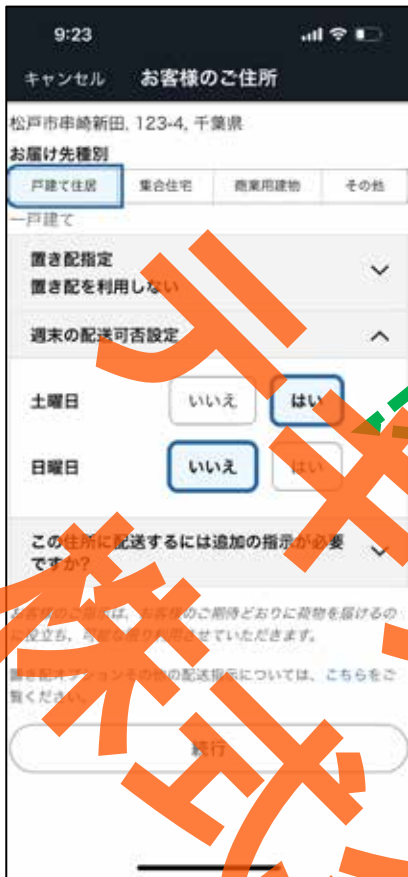 9:23
キャンセル お客様のご住所
松戸市串崎新田, 123-4, 千葉県
お届け先種別
戸建て住居 集合住宅 商業用建物 その他
一戸建て
置き配指定
置き配を利用しない
週末の配送可否設定
土曜日 いいえ はい
日曜日 いいえ はい
この住所に配送するには追加の指示が必要
ですか?
お客様のご指示は、お客様のご期待どおりに荷物を届けるの
に役立ち、可能な限り利用させていただきます。
置き配オプションその他の配送指示については、こちらをご
覧ください。
続行
株式